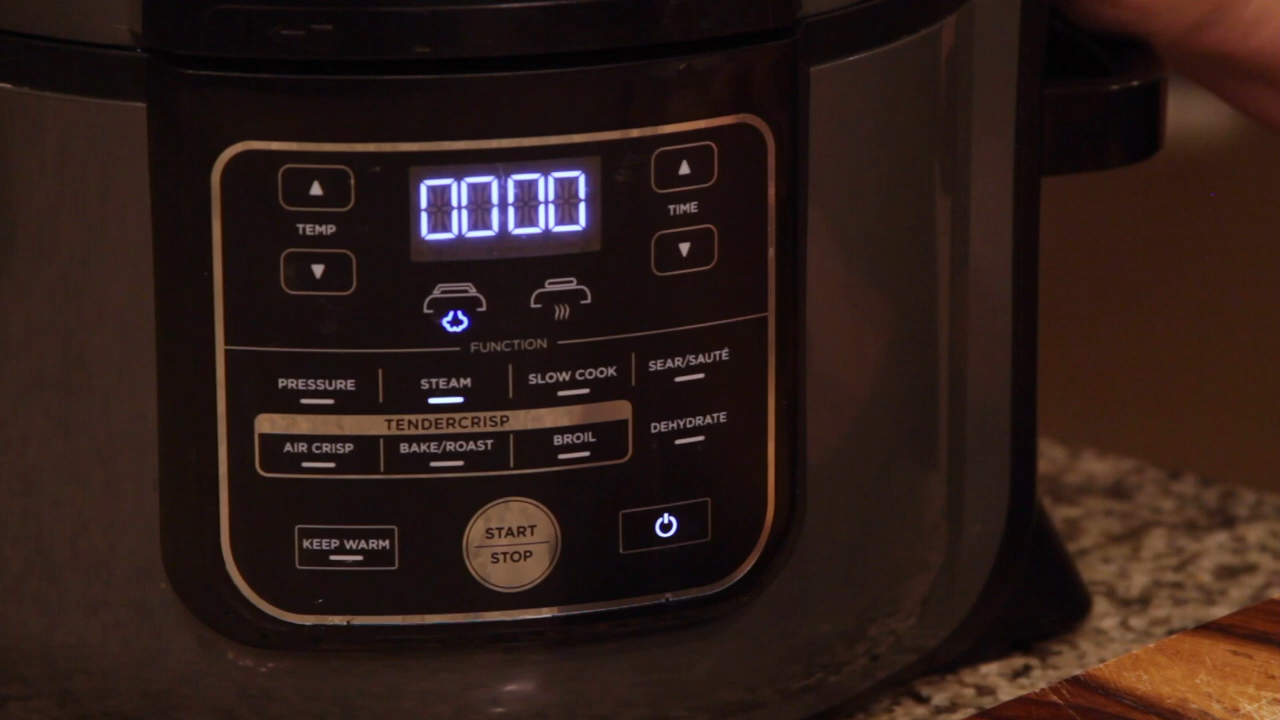 0000
TEMP
TIME
FUNCTION
PRESSURE
STEAM
SLOW COOK
SEAR/SAUTÉ
TENDERCRISP
DEHYDRATE
AIR CRISP
BAKE/ROAST
BROIL
KEEP WARM
START
STOP